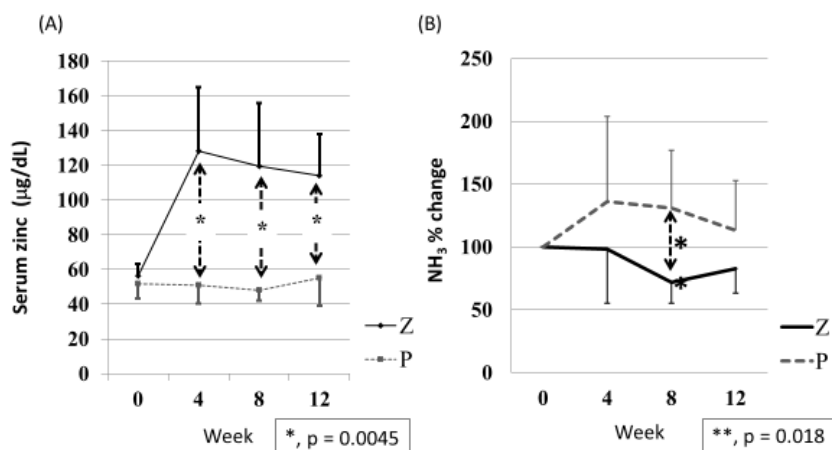 (A)
Serum zinc (μg/dL)
180
160
140
120
100
80
60
40
20
0
* * *
0 4 8 12
Week
Z
P
*, p = 0.0045
(B)
NH₃ % change
250
200
150
100
50
0
*
*
0 4 8 12
Week
Z
P
**, p = 0.018